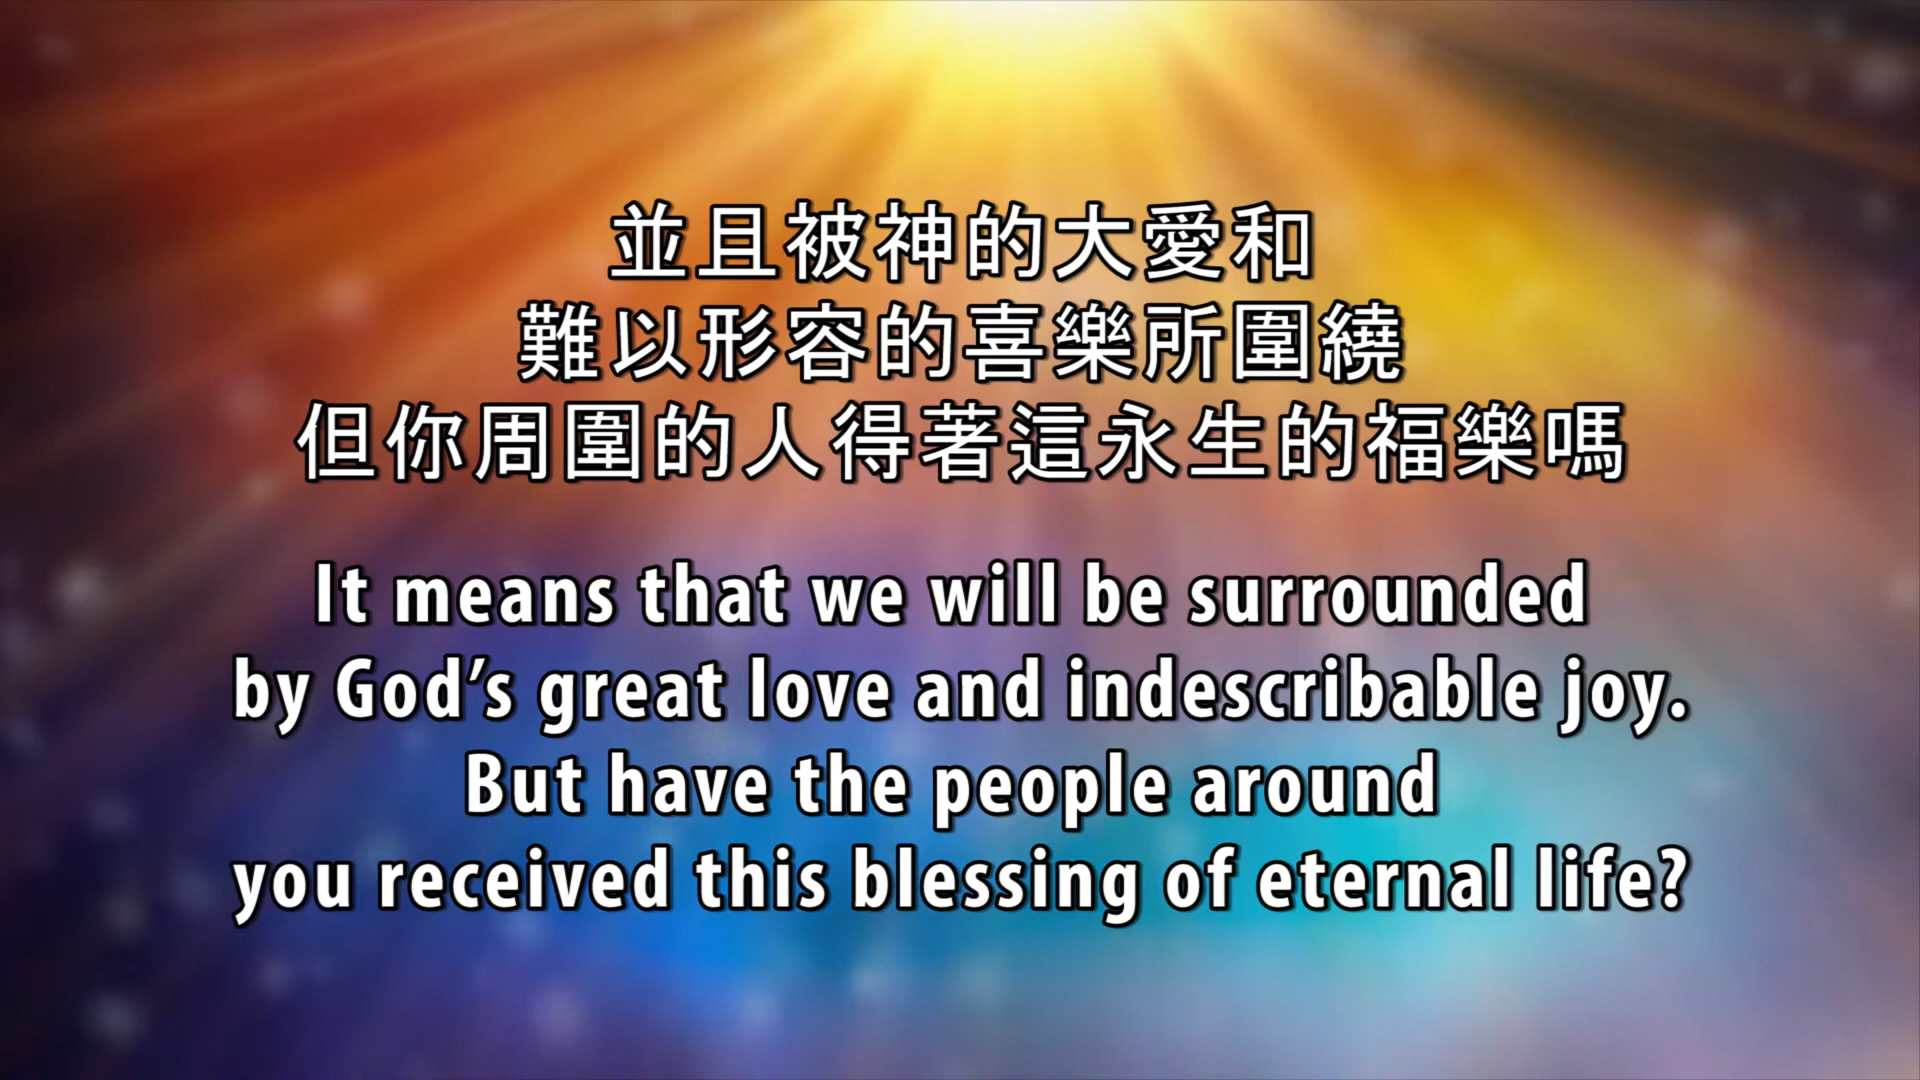 並且被神的大愛和
難以形容的喜樂所圍繞
但你周圍的人得著這永生的福樂嗎
It means that we will be surrounded
by God’s great love and indescribable joy.
But have the people around
you received this blessing of eternal life?